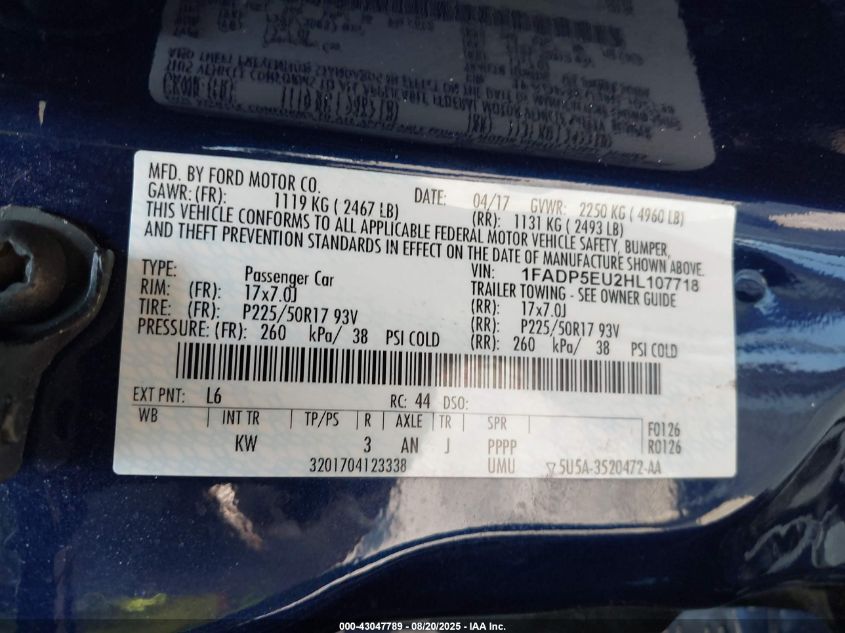 MFD. BY FORD MOTOR CO.
DATE: 04/17 GVWR: 2250 KG ( 4960 LB)
GAWR: (FR): 1119 KG ( 2467 LB) (RR): 1131 KG ( 2493 LB)
THIS VEHICLE CONFORMS TO ALL APPLICABLE FEDERAL MOTOR VEHICLE SAFETY, BUMPER,
AND THEFT PREVENTION STANDARDS IN EFFECT ON THE DATE OF MANUFACTURE SHOWN ABOVE.
VIN: 1FADP5EU2HL107718
TYPE: Passenger Car TRAILER TOWING - SEE OWNER GUIDE
RIM: (FR): 17x7.0J (RR): 17x7.0J
TIRE: (FR): P225/50R17 93V (RR): P225/50R17 93V
PRESSURE: (FR): 260 kPa/ 38 PSI COLD (RR): 260 kPa/ 38 PSI COLD
EXT PNT: L6 RC: 44 DSO:
WB INT TR TP/PS R AXLE TR SPR F0126
KW 3 AN J PPPP R0126
3201704123338 UMU ▽5U5A-3520472-AA
000-43047789 - 08/20/2025 - IAA Inc.